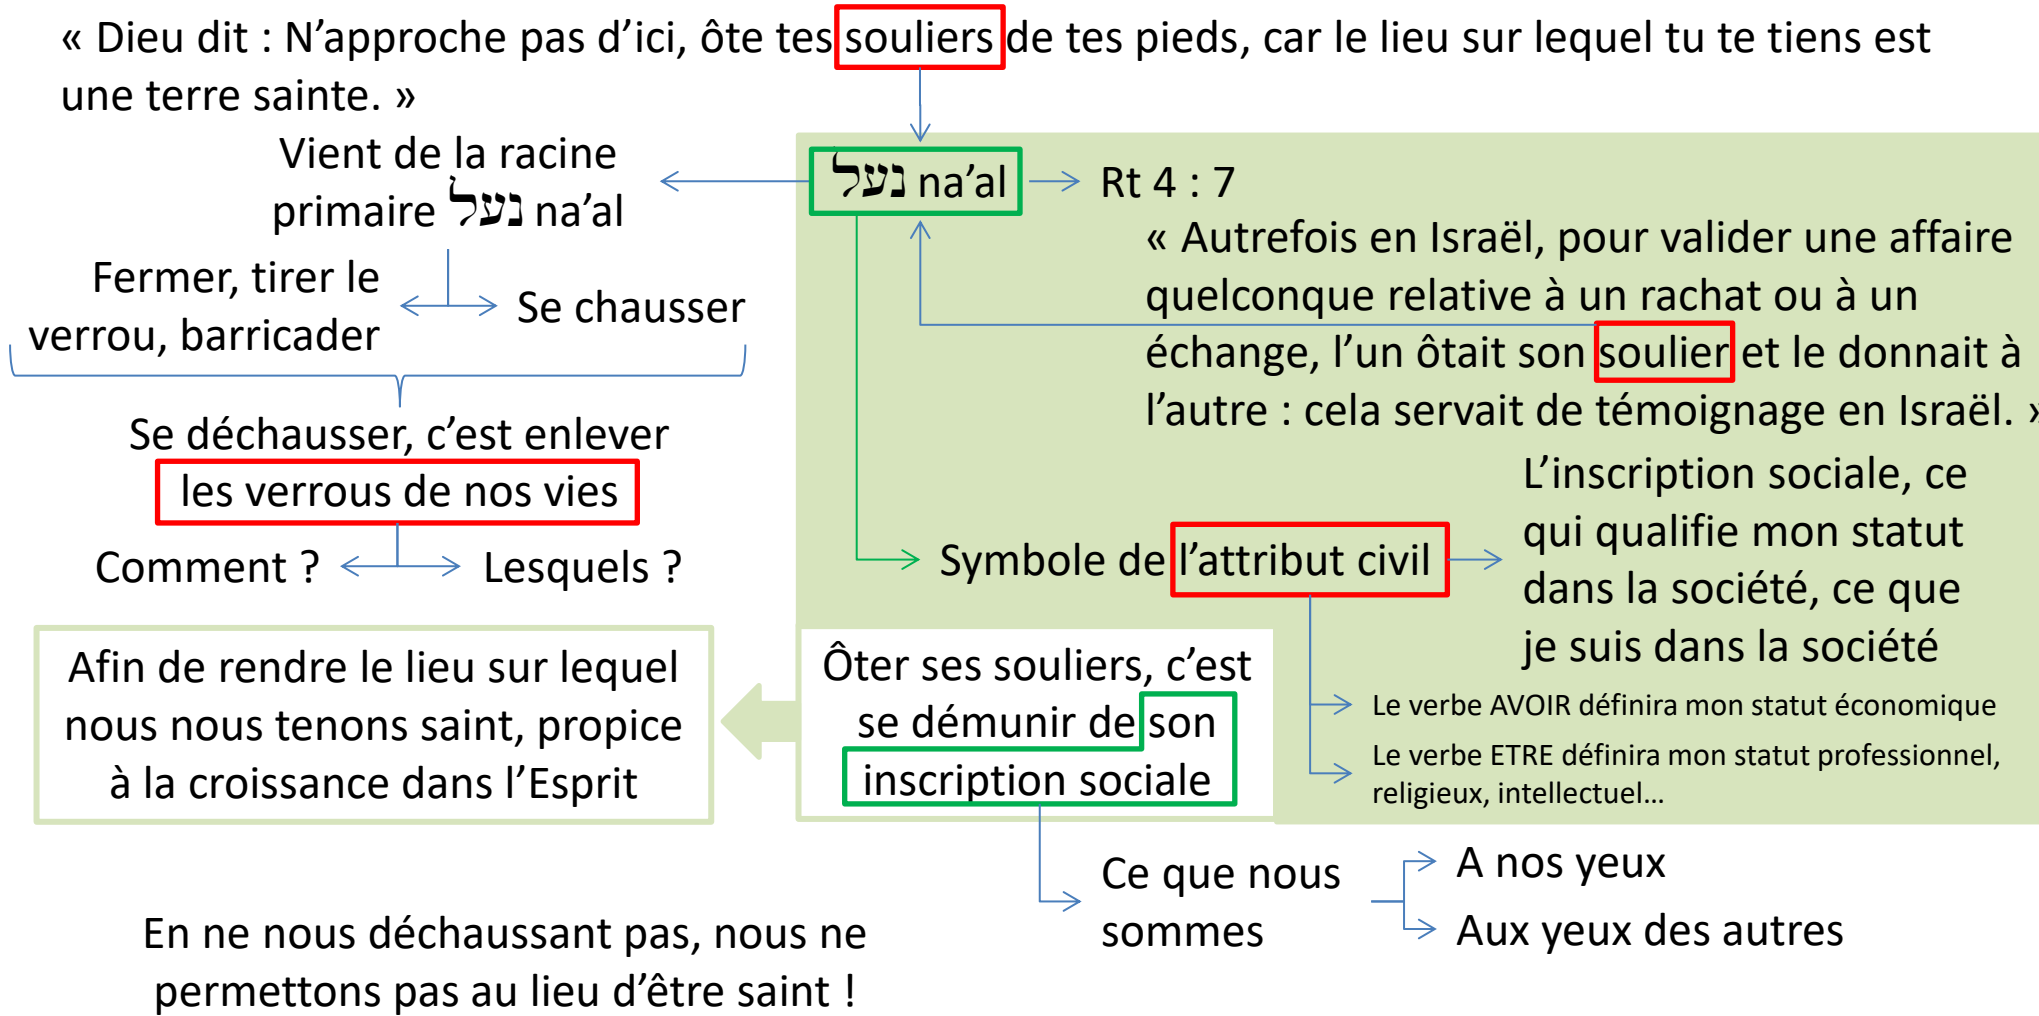 « Dieu dit : N’approche pas d’ici, ôte tes souliers de tes pieds, car le lieu sur lequel tu te tiens est
une terre sainte. »
Vient de la racine
primaire נעל na’al
Fermer, tirer le
verrou, barricader
Se chausser
Se déchausser, c’est enlever
les verrous de nos vies
Comment ?
Lesquels ?
נעל na’al
Rt 4 : 7
« Autrefois en Israël, pour valider une affaire
quelconque relative à un rachat ou à un
échange, l’un ôtait son soulier et le donnait à
l’autre : cela servait de témoignage en Israël. »
Symbole de l’attribut civil
L’inscription sociale, ce
qui qualifie mon statut
dans la société, ce que
je suis dans la société
Le verbe AVOIR définira mon statut économique
Le verbe ETRE définira mon statut professionnel,
religieux, intellectuel…
Ôter ses souliers, c’est
se démunir de son
inscription sociale
Afin de rendre le lieu sur lequel
nous nous tenons saint, propice
à la croissance dans l’Esprit
Ce que nous
sommes
A nos yeux
Aux yeux des autres
En ne nous déchaussant pas, nous ne
permettons pas au lieu d’être saint !